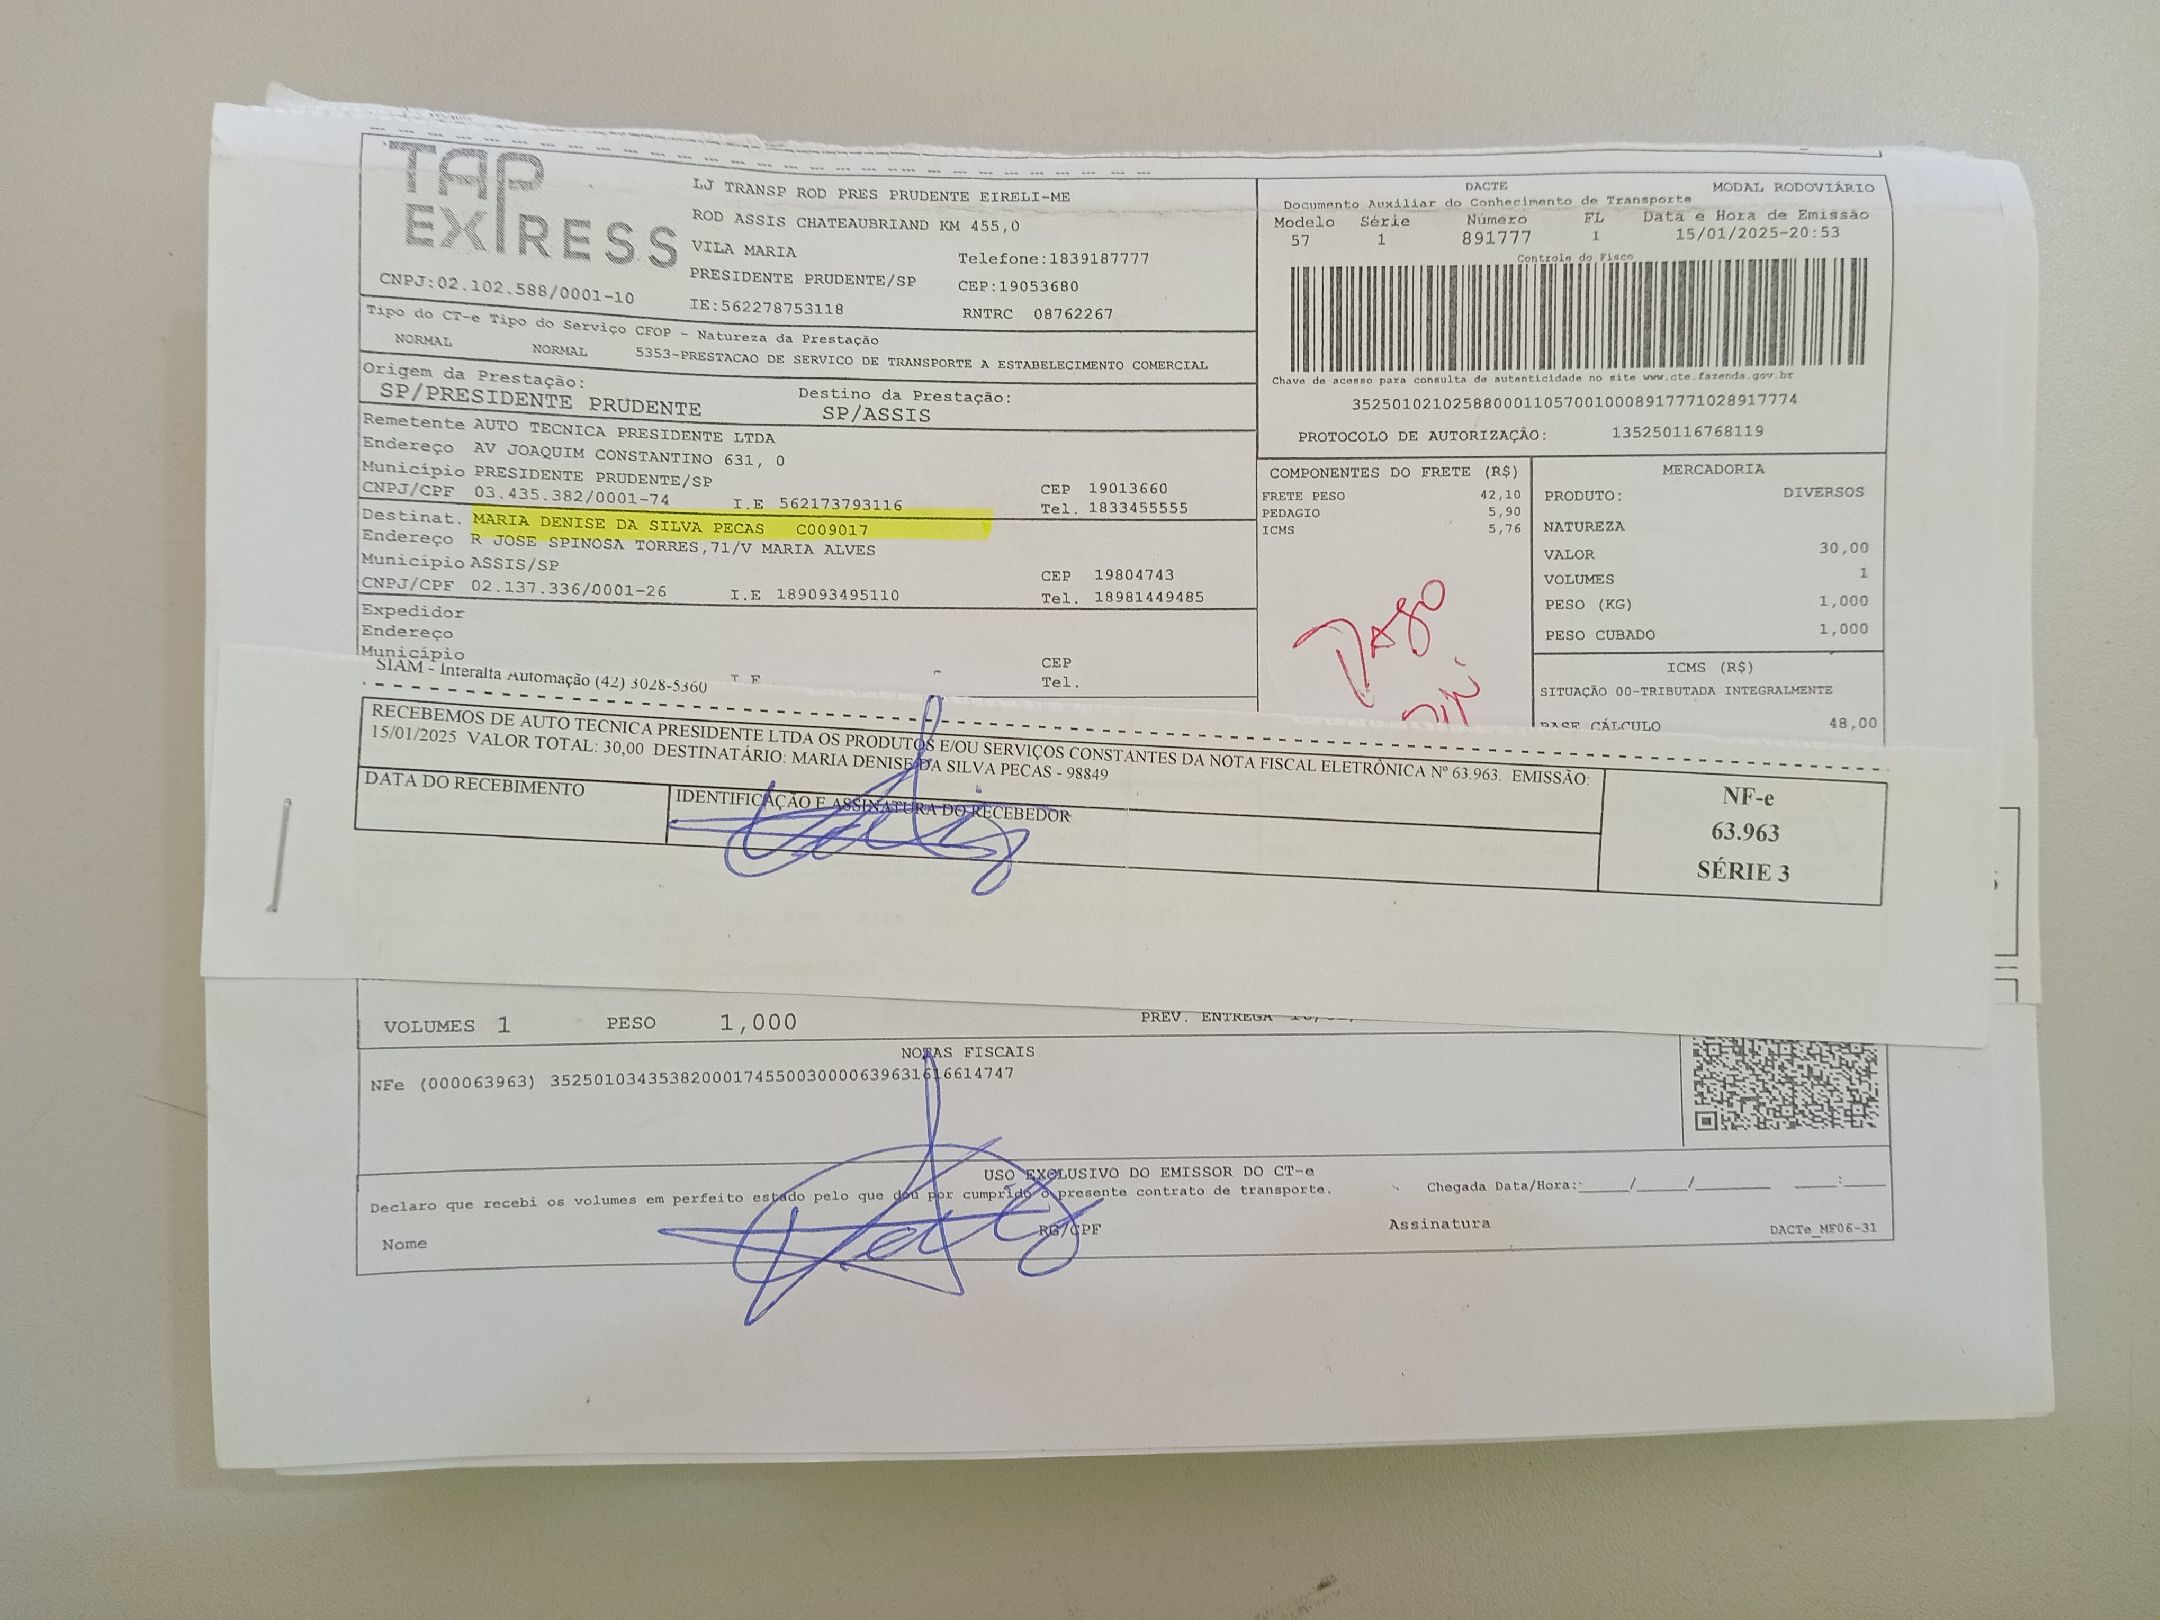 TAP EXPRESS
CNPJ:02.102.588/0001-10
LJ TRANSP ROD PRES PRUDENTE EIRELI-ME
ROD ASSIS CHATEAUBRIAND KM 455,0
VILA MARIA
Telefone:1839187777
PRESIDENTE PRUDENTE/SP
CEP:19053680
IE:562278753118
RNTRC 08762267
DACTE MODAL RODOVIÁRIO
Documento Auxiliar do Conhecimento de Transporte
Modelo Série Número FL Data e Hora de Emissão
57 1 891777 1 15/01/2025-20:53
Controle do Fisco
Chave de acesso para consulta de autenticidade no site www.cte.fazenda.gov.br
35250102102588000110570010008917771028917774
PROTOCOLO DE AUTORIZAÇÃO: 135250116768119
Tipo do CT-e Tipo do Serviço CFOP - Natureza da Prestação
NORMAL NORMAL 5353-PRESTACAO DE SERVICO DE TRANSPORTE A ESTABELECIMENTO COMERCIAL
Origem da Prestação: Destino da Prestação:
SP/PRESIDENTE PRUDENTE SP/ASSIS
Remetente AUTO TECNICA PRESIDENTE LTDA
Endereço AV JOAQUIM CONSTANTINO 631, 0
Município PRESIDENTE PRUDENTE/SP CEP 19013660
CNPJ/CPF 03.435.382/0001-74 I.E 562173793116 Tel. 1833455555
Destinat. MARIA DENISE DA SILVA PECAS C009017
Endereço R JOSE SPINOSA TORRES,71/V MARIA ALVES
Município ASSIS/SP CEP 19804743
CNPJ/CPF 02.137.336/0001-26 I.E 189093495110 Tel. 18981449485
Expedidor
Endereço
Município CEP
I.E Tel.
COMPONENTES DO FRETE (R$)
FRETE PESO 42,10
PEDAGIO 5,90
ICMS 5,76
Pago
MERCADORIA
PRODUTO: DIVERSOS
NATUREZA
VALOR 30,00
VOLUMES 1
PESO (KG) 1,000
PESO CUBADO 1,000
ICMS (R$)
SITUAÇÃO 00-TRIBUTADA INTEGRALMENTE
BASE CÁLCULO 48,00
SIAM - Interalta Automação (42) 3028-5360
RECEBEMOS DE AUTO TECNICA PRESIDENTE LTDA OS PRODUTOS E/OU SERVIÇOS CONSTANTES DA NOTA FISCAL ELETRÔNICA Nº 63.963. EMISSÃO:
15/01/2025 VALOR TOTAL: 30,00 DESTINATÁRIO: MARIA DENISE DA SILVA PECAS - 98849
DATA DO RECEBIMENTO
IDENTIFICAÇÃO E ASSINATURA DO RECEBEDOR
NF-e
63.963
SÉRIE 3
VOLUMES 1 PESO 1,000 PREV. ENTREGA
NOTAS FISCAIS
NFe (000063963) 35250103435382000174550030000639631616614747
USO EXCLUSIVO DO EMISSOR DO CT-e
Declaro que recebi os volumes em perfeito estado pelo que dou por cumprido o presente contrato de transporte.
Chegada Data/Hora:____/____/______ ____:____
Nome RG/CPF Assinatura
DACTe_MF06-31